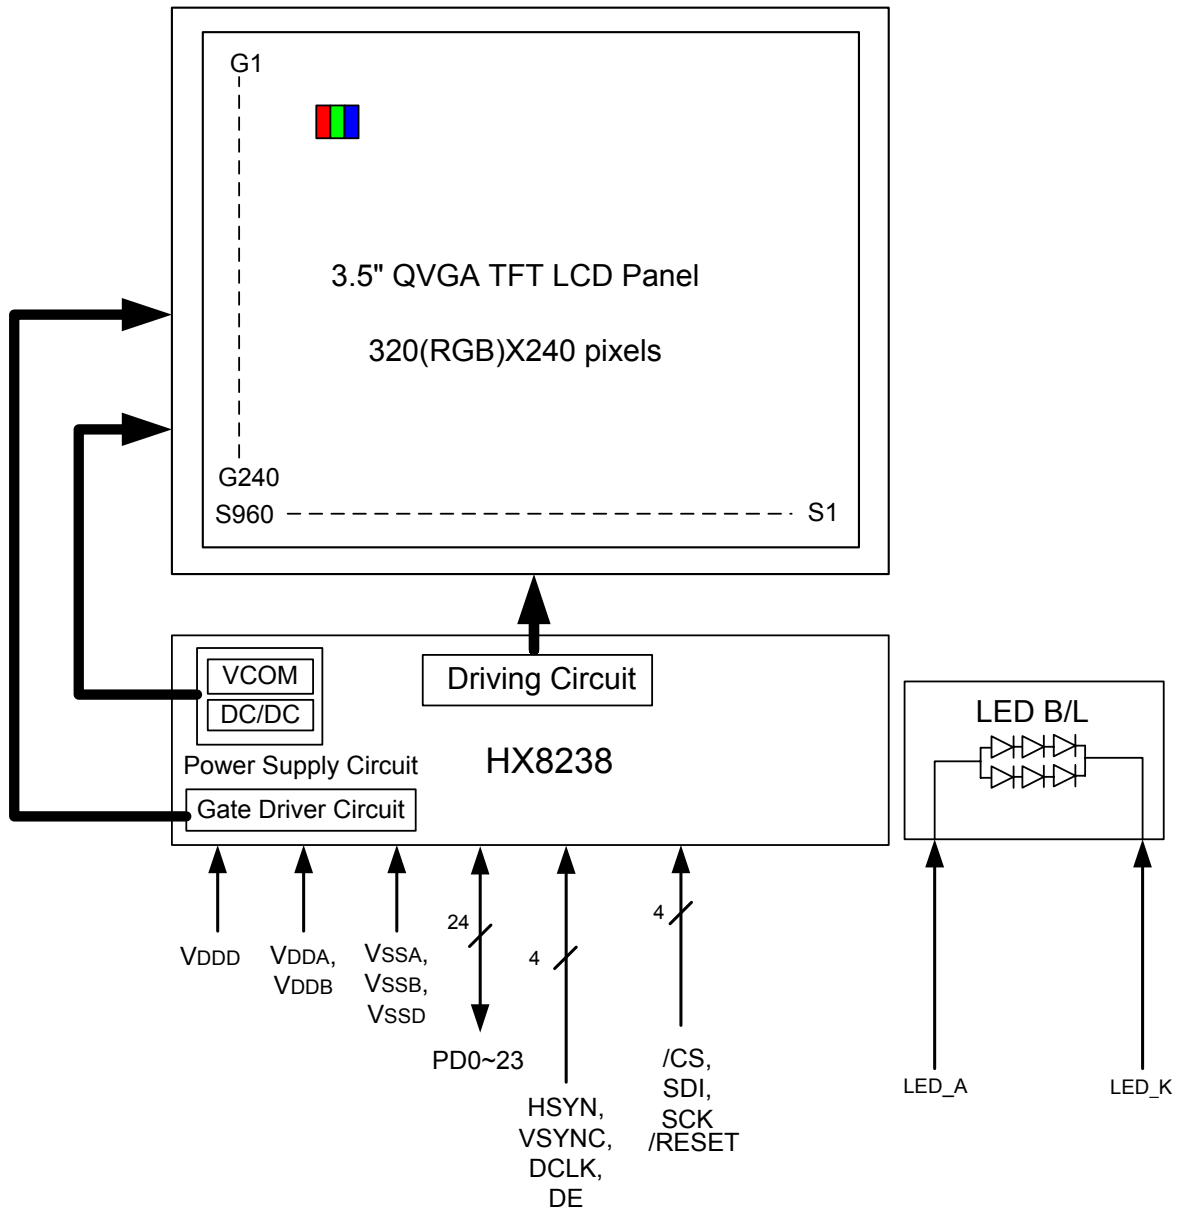 G1
3.5" QVGA TFT LCD Panel
320(RGB)X240 pixels
G240
S960
S1
VCOM
DC/DC
Power Supply Circuit
Gate Driver Circuit
Driving Circuit
HX8238
LED B/L
VDDD
VDDA,
VDDB
VSSA,
VSSB,
VSSD
24
PD0~23
4
HSYN,
VSYNC,
DCLK,
DE
4
/CS,
SDI,
SCK
/RESET
LED_A
LED_K